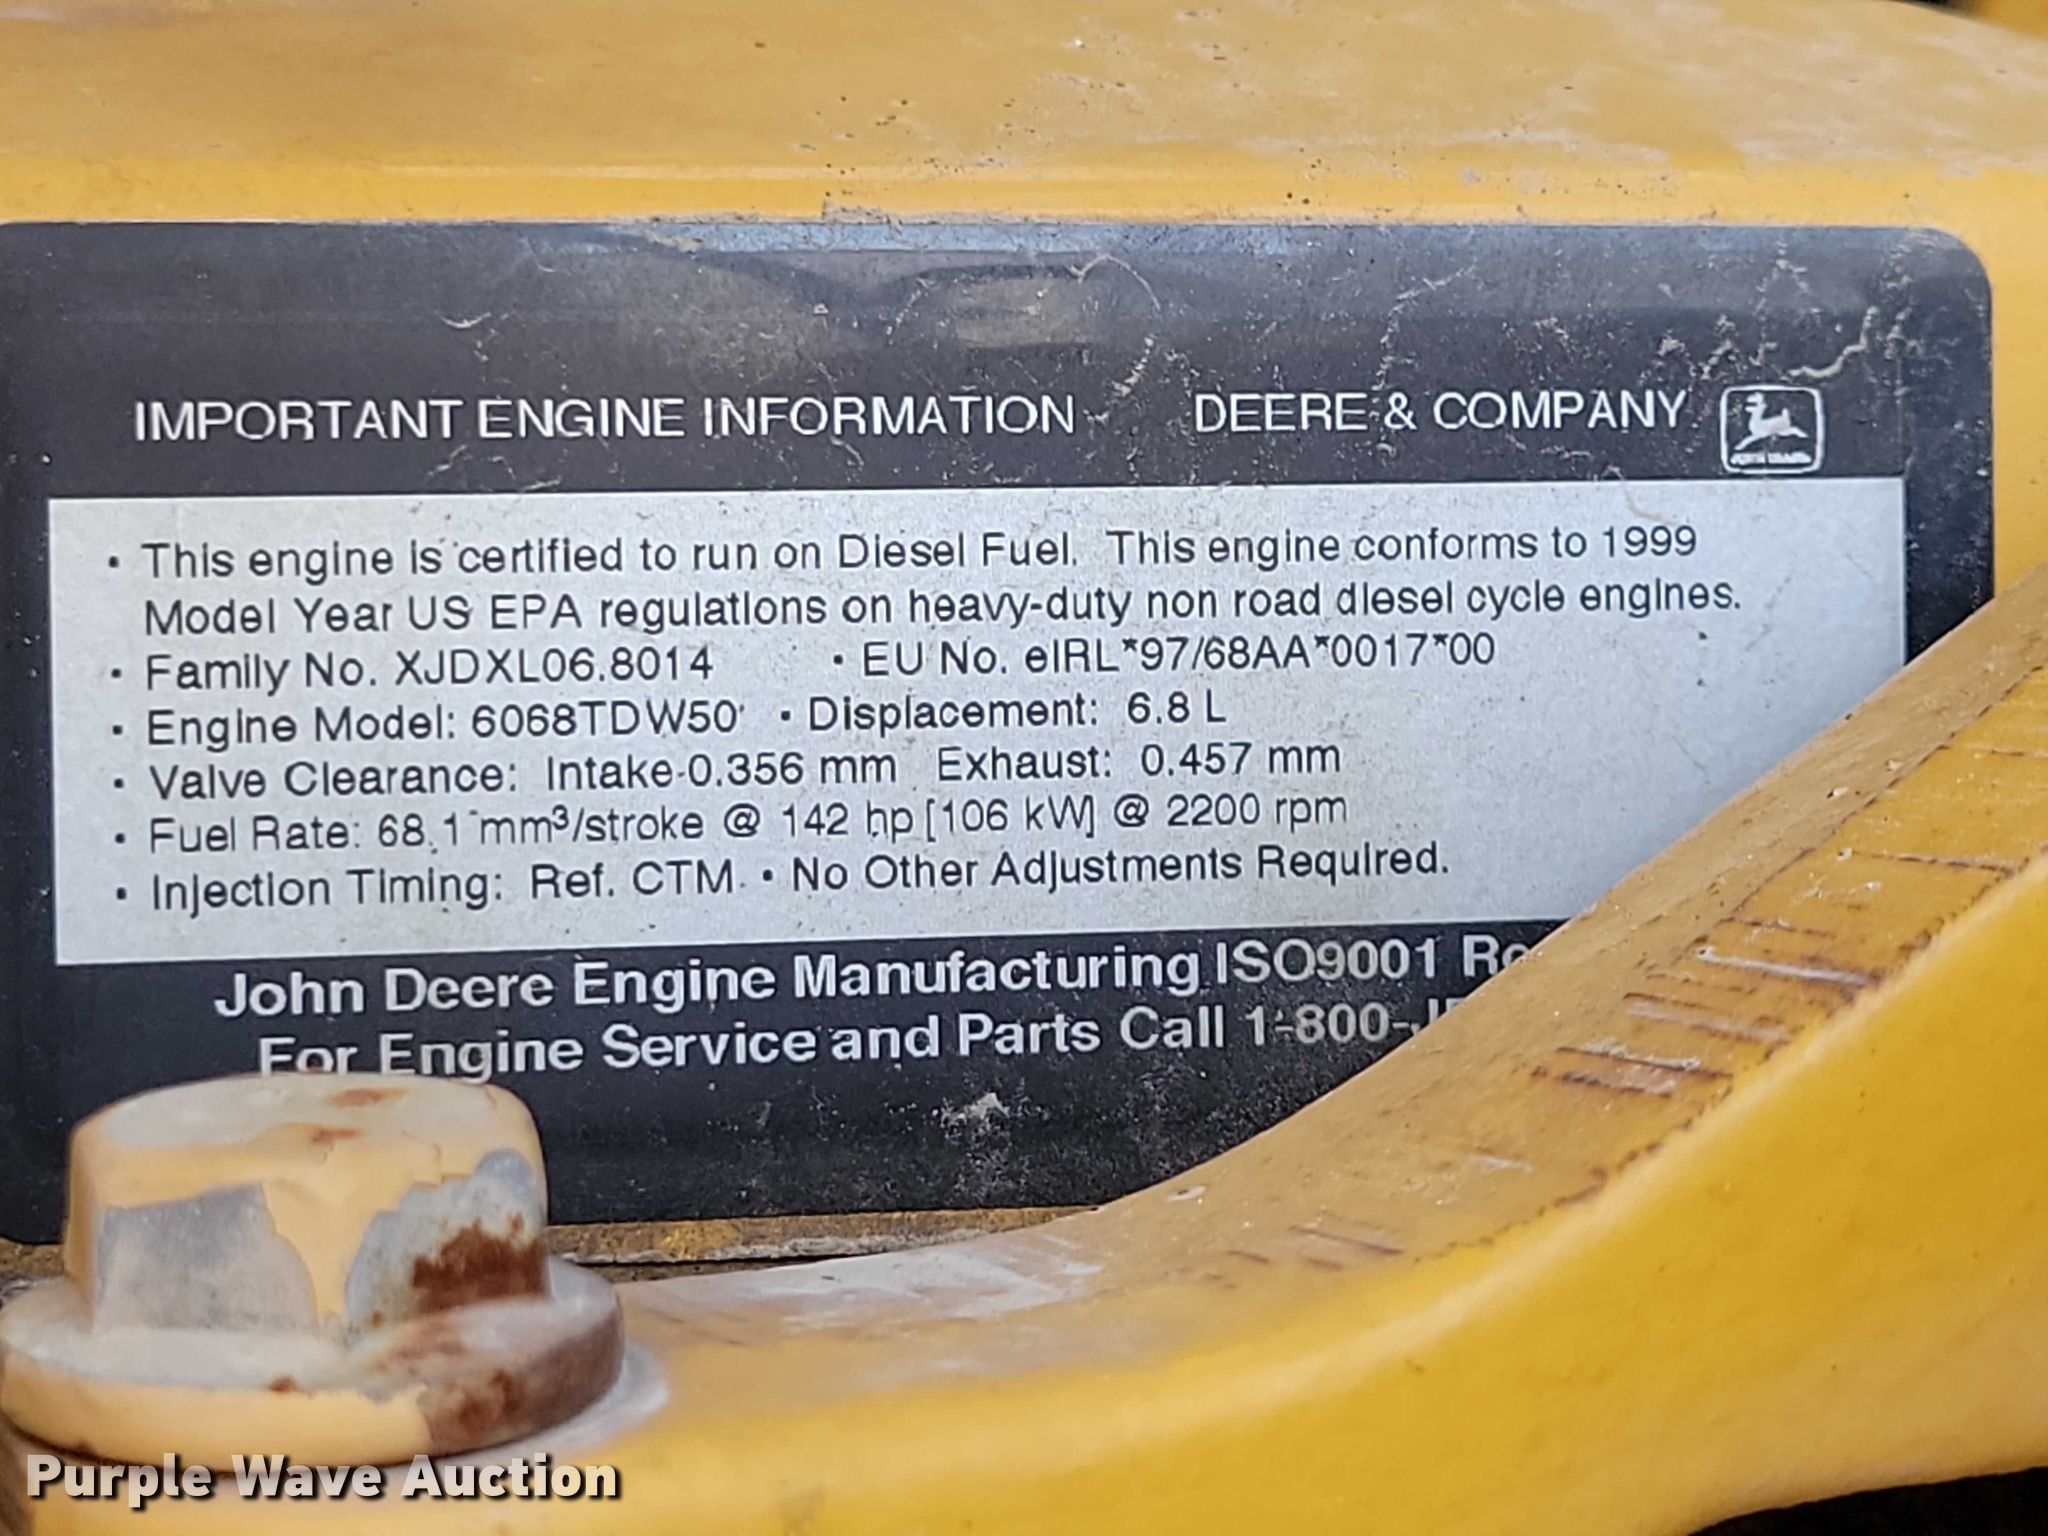 IMPORTANT ENGINE INFORMATION DEERE & COMPANY
JOHN DEERE
• This engine is certified to run on Diesel Fuel. This engine conforms to 1999
Model Year US EPA regulations on heavy-duty non road diesel cycle engines.
• Family No. XJDXL06.8014 • EU No. eIRL*97/68AA*0017*00
• Engine Model: 6068TDW50 • Displacement: 6.8 L
• Valve Clearance: Intake 0.356 mm Exhaust: 0.457 mm
• Fuel Rate: 68.1 mm³/stroke @ 142 hp [106 kW] @ 2200 rpm
• Injection Timing: Ref. CTM • No Other Adjustments Required.
John Deere Engine Manufacturing ISO9001
For Engine Service and Parts Call 1-800-J
Purple Wave Auction